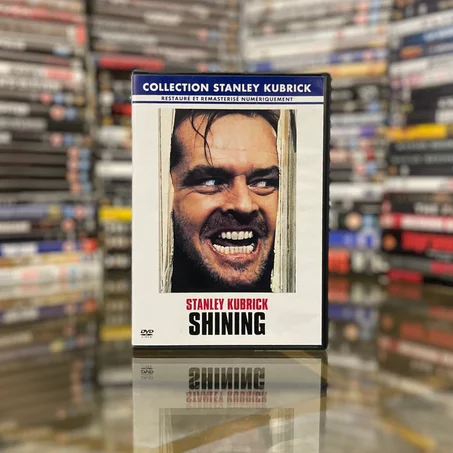 COLLECTION STANLEY KUBRICK
RESTAURÉ ET REMASTERISÉ NUMÉRIQUEMENT
STANLEY KUBRICK
SHINING
DVD